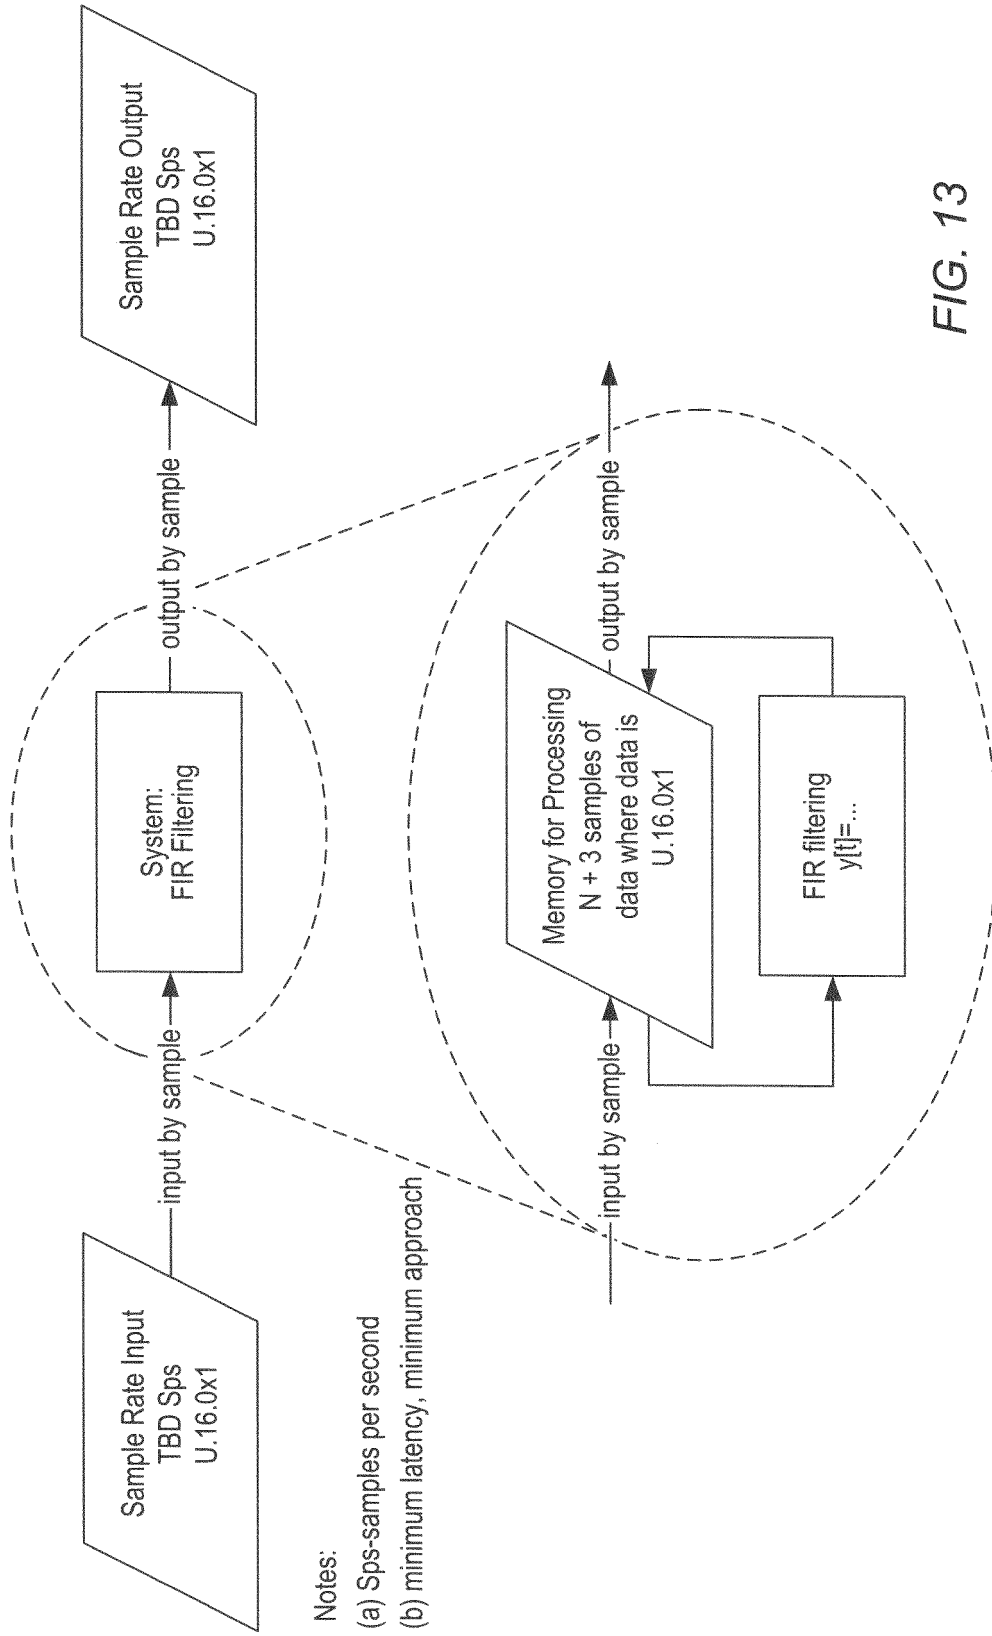 Sample Rate Input
TBD Sps
U.16.0x1
input by sample
System:
FIR Filtering
output by sample
Sample Rate Output
TBD Sps
U.16.0x1
Notes:
(a) Sps-samples per second
(b) minimum latency, minimum approach
input by sample
Memory for Processing
N + 3 samples of
data where data is
U.16.0x1
output by sample
FIR filtering
y[t]=...
FIG. 13